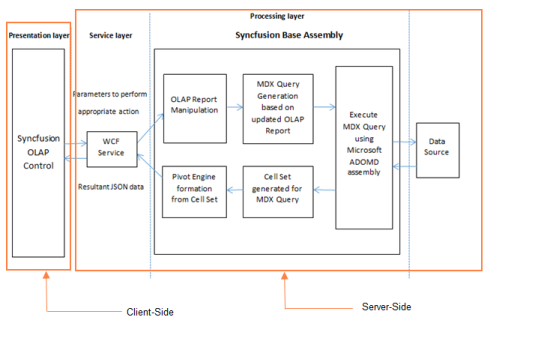 Processing layer
Presentation layer
Service layer
Syncfusion Base Assembly
Parameters to perform
appropriate action
OLAP Report
Manipulation
MDX Query
Generation
based on
updated OLAP
Report
Execute
MDX Query
using
Microsoft
ADOMD
assembly
Syncfusion
OLAP
Control
WCF
Service
Data
Source
Resultant JSON data
Pivot Engine
formation
from Cell Set
Cell Set
generated for
MDX Query
Client-Side
Server-Side